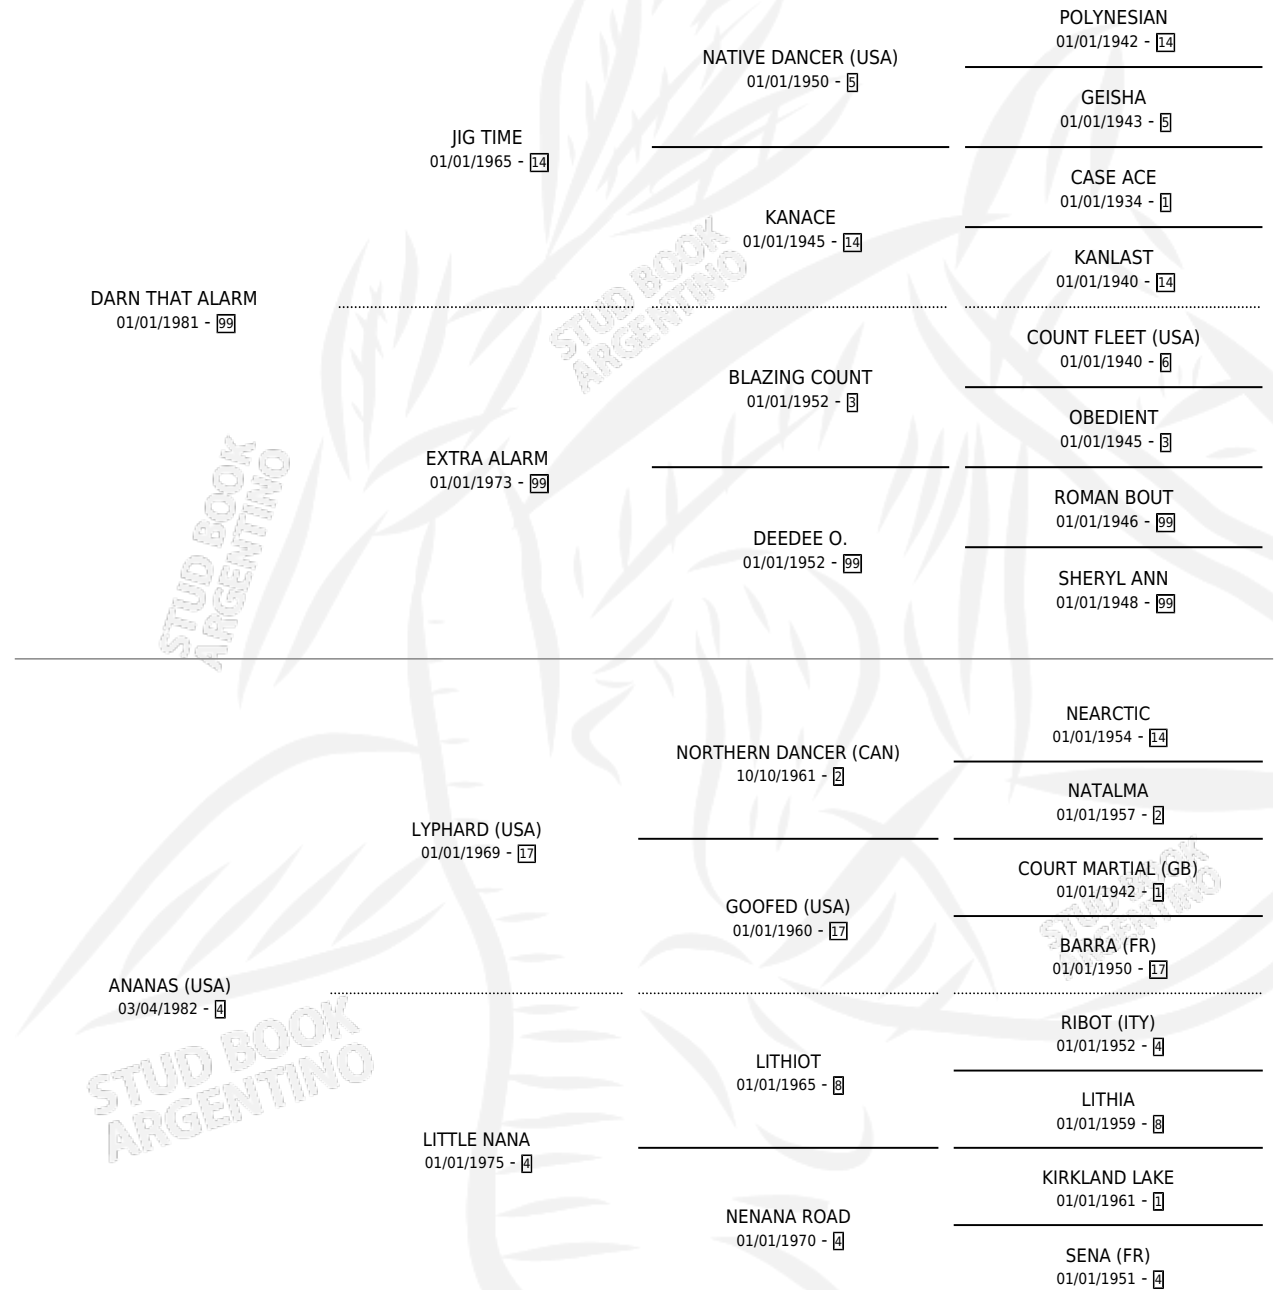 POLYNESIAN
01/01/1942 - 14
NATIVE DANCER (USA)
01/01/1950 - 5
GEISHA
01/01/1943 - 5
JIG TIME
01/01/1965 - 14
CASE ACE
01/01/1934 - 1
KANACE
01/01/1945 - 14
KANLAST
01/01/1940 - 14
DARN THAT ALARM
01/01/1981 - 99
STUD BOOK
ARGENTINO
COUNT FLEET (USA)
01/01/1940 - 6
BLAZING COUNT
01/01/1952 - 3
OBEDIENT
01/01/1945 - 3
EXTRA ALARM
01/01/1973 - 99
ROMAN BOUT
01/01/1946 - 99
DEEDEE O.
01/01/1952 - 99
SHERYL ANN
01/01/1948 - 99
STUD BOOK
ARGENTINO
NEARCTIC
01/01/1954 - 14
NORTHERN DANCER (CAN)
10/10/1961 - 2
NATALMA
01/01/1957 - 2
LYPHARD (USA)
01/01/1969 - 17
COURT MARTIAL (GB)
01/01/1942 - 1
GOOFED (USA)
01/01/1960 - 17
STUD BOOK
ARGENTINO
BARRA (FR)
01/01/1950 - 17
ANANAS (USA)
03/04/1982 - 4
RIBOT (ITY)
01/01/1952 - 4
LITHIOT
01/01/1965 - 8
STUD BOOK
ARGENTINO
LITHIA
01/01/1959 - 8
LITTLE NANA
01/01/1975 - 4
KIRKLAND LAKE
01/01/1961 - 1
NENANA ROAD
01/01/1970 - 4
SENA (FR)
01/01/1951 - 4